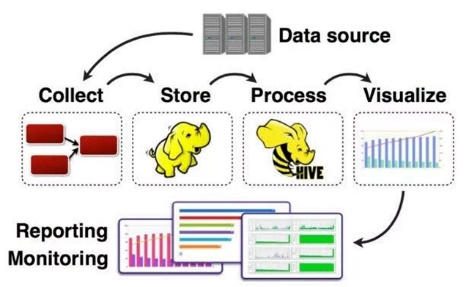 Data source
Collect
Store
Process
Visualize
HIVE
Reporting
Monitoring